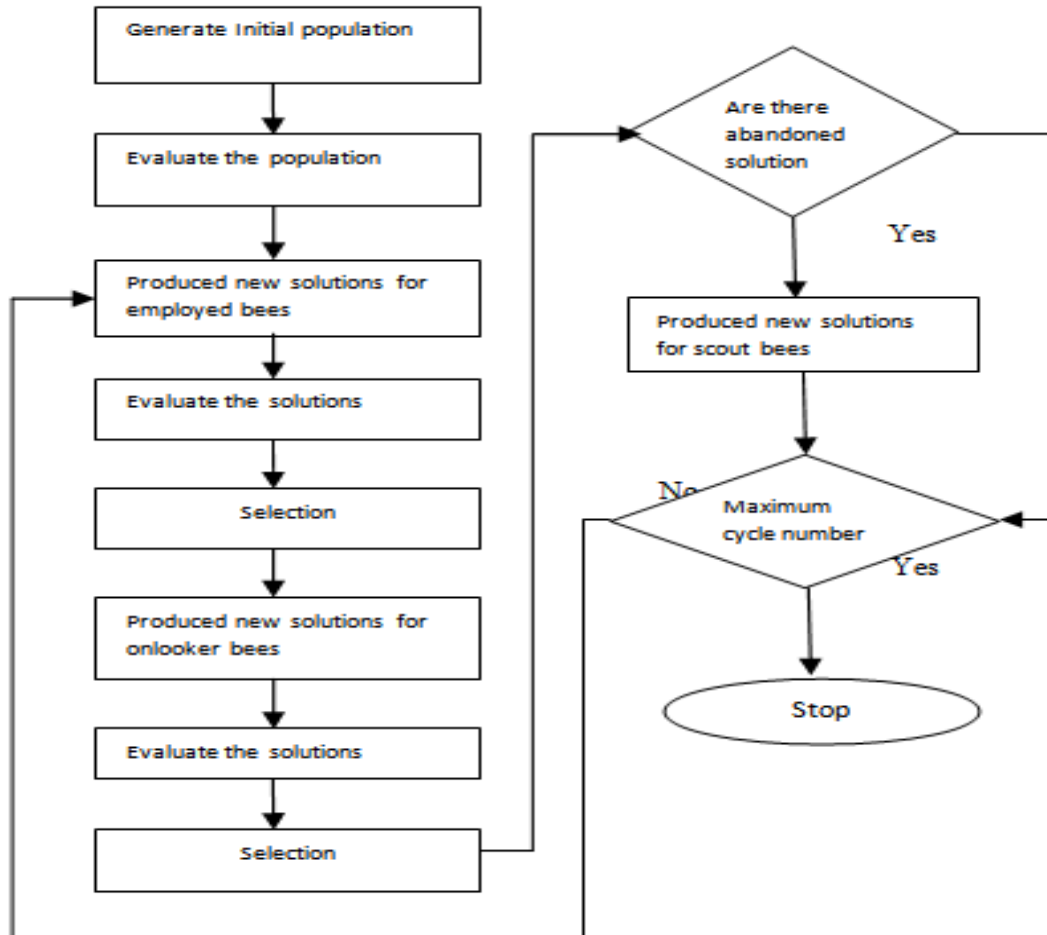 Generate Initial population
Evaluate the population
Produced new solutions for
employed bees
Evaluate the solutions
Selection
Produced new solutions for
onlooker bees
Evaluate the solutions
Selection
Are there
abandoned
solution
Yes
Produced new solutions
for scout bees
No
Maximum
cycle number
Yes
Stop